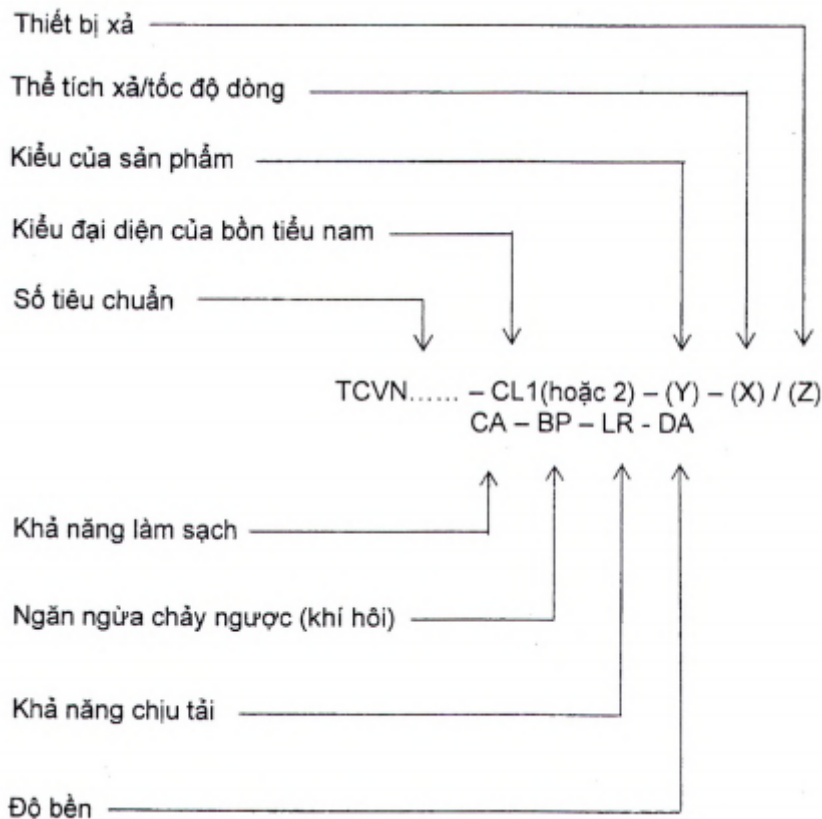 Thiết bị xả
Thể tích xả/tốc độ dòng
Kiểu của sản phẩm
Kiểu đại diện của bồn tiểu nam
Số tiêu chuẩn
TCVN...... – CL1(hoặc 2) – (Y) – (X) / (Z)
CA – BP – LR - DA
Khả năng làm sạch
Ngăn ngừa chảy ngược (khí hôi)
Khả năng chịu tải
Độ bền